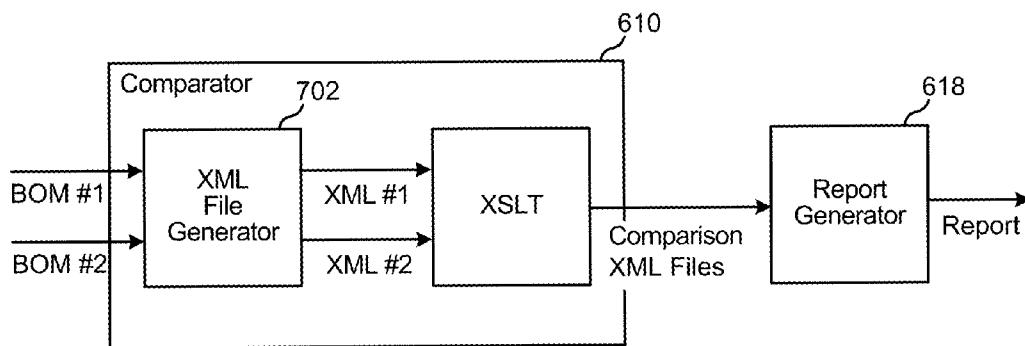 610
Comparator
702
618
XML
File
Generator
XSLT
Report
Generator
BOM #1
XML #1
BOM #2
XML #2
Comparison
XML Files
Report